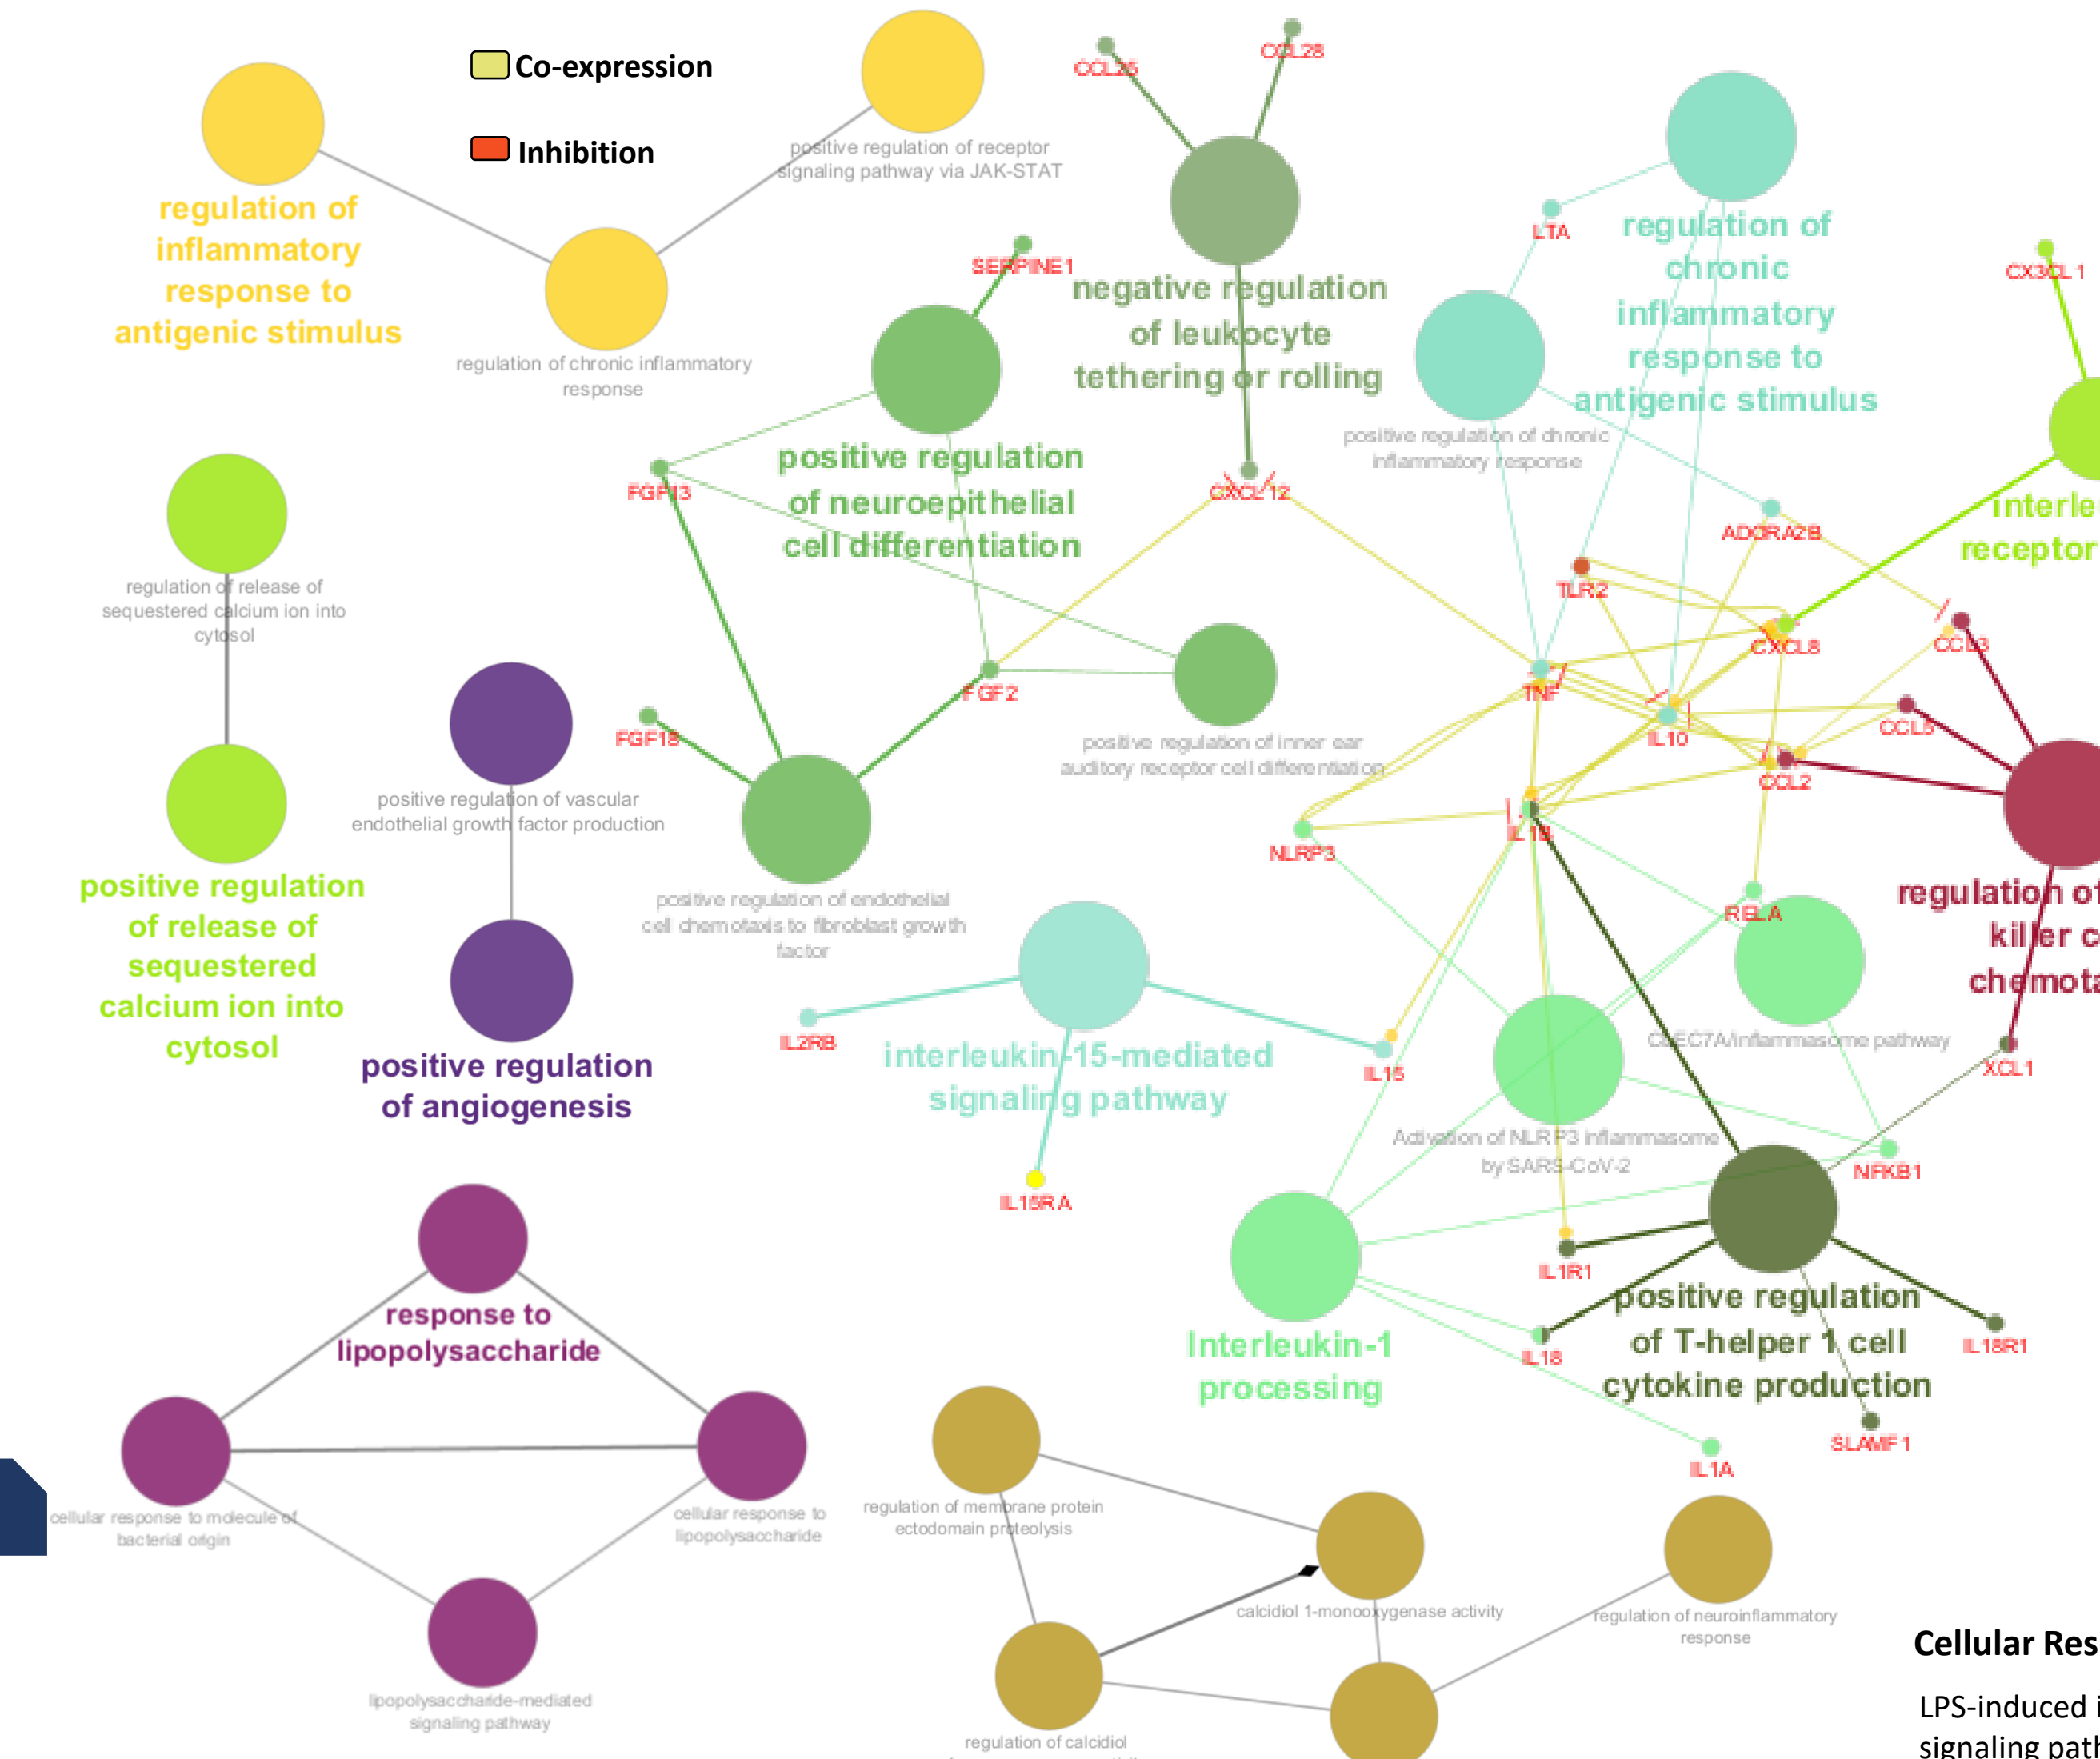 Co-expression
Inhibition
regulation of
inflammatory
response to
antigenic stimulus
positive regulation of receptor
signaling pathway via JAK-STAT
regulation of chronic inflammatory
response
CCL25
CCL28
negative regulation
of leukocyte
tethering or rolling
CXCL12
SERPINE1
positive regulation
of neuroepithelial
cell differentiation
FGF13
FGF2
FGF18
positive regulation of inner ear
auditory receptor cell differentiation
positive regulation of endothelial
cell chemotaxis to fibroblast growth
factor
LTA
regulation of
chronic
inflammatory
response to
antigenic stimulus
positive regulation of chronic
inflammatory response
ADORA2B
TLR2
CX3CL1
receptor
CXCL8
CCL3
TNF
IL10
CCL5
CCL2
IL1B
NLRP3
RELA
regulation of
killer
regulation of release of
sequestered calcium ion into
cytosol
positive regulation
of release of
sequestered
calcium ion into
cytosol
positive regulation of vascular
endothelial growth factor production
positive regulation
of angiogenesis
IL2RB
interleukin-15-mediated
signaling pathway
IL15
IL15RA
CLEC7A/inflammasome pathway
XCL1
Activation of NLRP3 inflammasome
by SARS-CoV-2
NFKB1
IL1R1
positive regulation
of T-helper 1 cell
cytokine production
IL18
IL18R1
SLAMF1
IL1A
Interleukin-1
processing
response to
lipopolysaccharide
cellular response to molecule of
bacterial origin
cellular response to
lipopolysaccharide
lipopolysaccharide-mediated
signaling pathway
regulation of membrane protein
ectodomain proteolysis
calcidiol 1-monooxygenase activity
regulation of neuroinflammatory
response
regulation of calcidiol
Cellular Res
LPS-induced i
signaling path